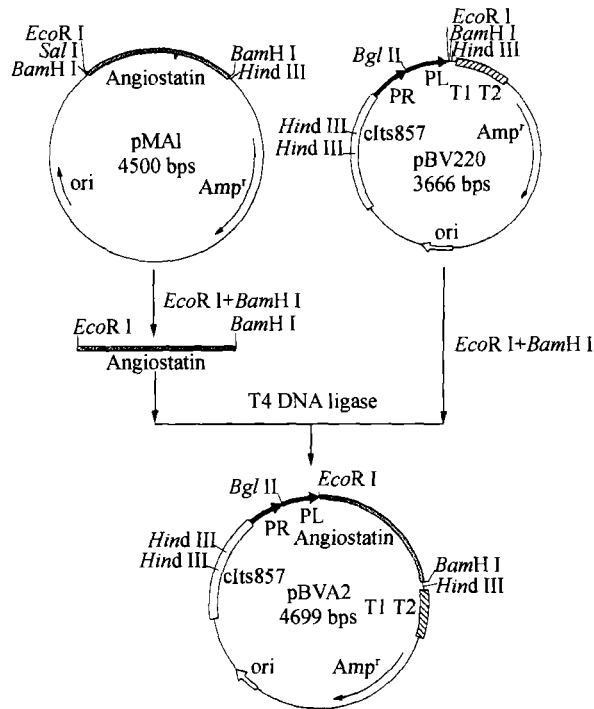 EcoR I
Sal I
BamH I
BamH I
Hind III
Angiostatin
pMAl
4500 bps
ori
Ampr
EcoR I
BamH I
Hind III
Bgl II
PR
PL
T1 T2
Hind III
Hind III
cIts857
pBV220
3666 bps
Ampr
ori
EcoR I+BamH I
EcoR I
BamH I
Angiostatin
EcoR I+BamH I
T4 DNA ligase
Bgl II
EcoR I
PR
PL
Angiostatin
Hind III
Hind III
cIts857
pBVA2
4699 bps
BamH I
Hind III
T1 T2
ori
Ampr